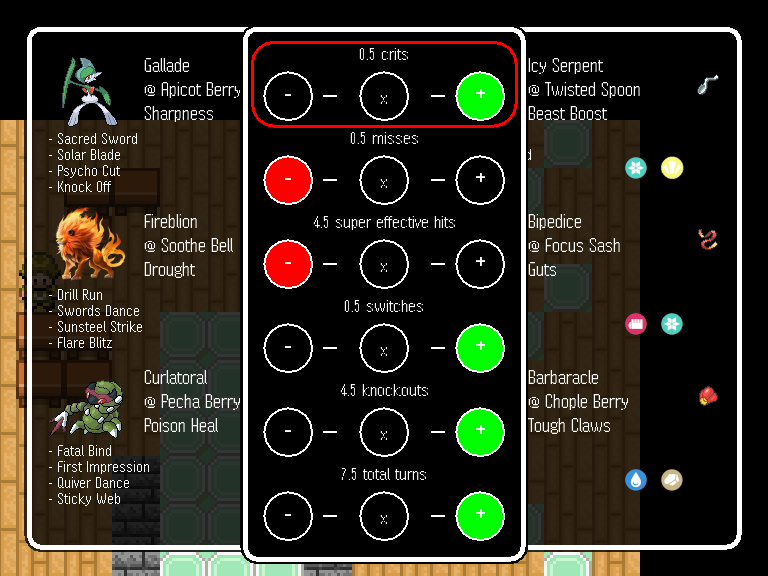 Gallade
@ Apicot Berry
Sharpness
- Sacred Sword
- Solar Blade
- Psycho Cut
- Knock Off
Fireblion
@ Soothe Bell
Drought
- Drill Run
- Swords Dance
- Sunsteel Strike
- Flare Blitz
Curlatoral
@ Pecha Berry
Poison Heal
- Fatal Bind
- First Impression
- Quiver Dance
- Sticky Web
0.5 crits
- x +
0.5 misses
- x +
4.5 super effective hits
- x +
0.5 switches
- x +
4.5 knockouts
- x +
7.5 total turns
- x +
Icy Serpent
@ Twisted Spoon
Beast Boost
Bipedice
@ Focus Sash
Guts
Barbaracle
@ Chople Berry
Tough Claws